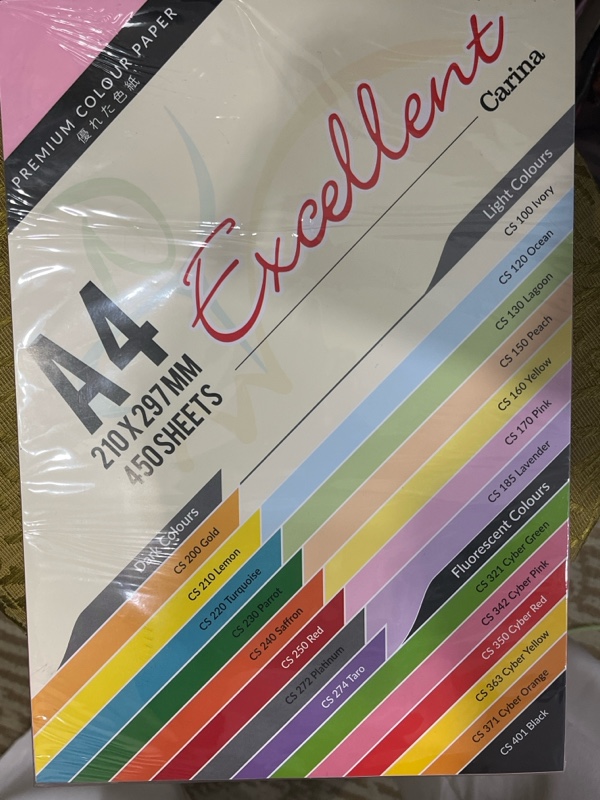 PREMIUM COLOUR PAPER
優れた色紙
Excellent
Carina
A4
210 X 297 MM
450 SHEETS
Light Colours
CS 100 Ivory
CS 120 Ocean
CS 130 Lagoon
CS 150 Peach
CS 160 Yellow
CS 170 Pink
CS 185 Lavender
Dark Colours
CS 200 Gold
CS 210 Lemon
CS 220 Turquoise
CS 230 Parrot
CS 240 Saffron
CS 250 Red
CS 272 Platinum
CS 274 Taro
Fluorescent Colours
CS 321 Cyber Green
CS 342 Cyber Pink
CS 350 Cyber Red
CS 363 Cyber Yellow
CS 371 Cyber Orange
CS 401 Black